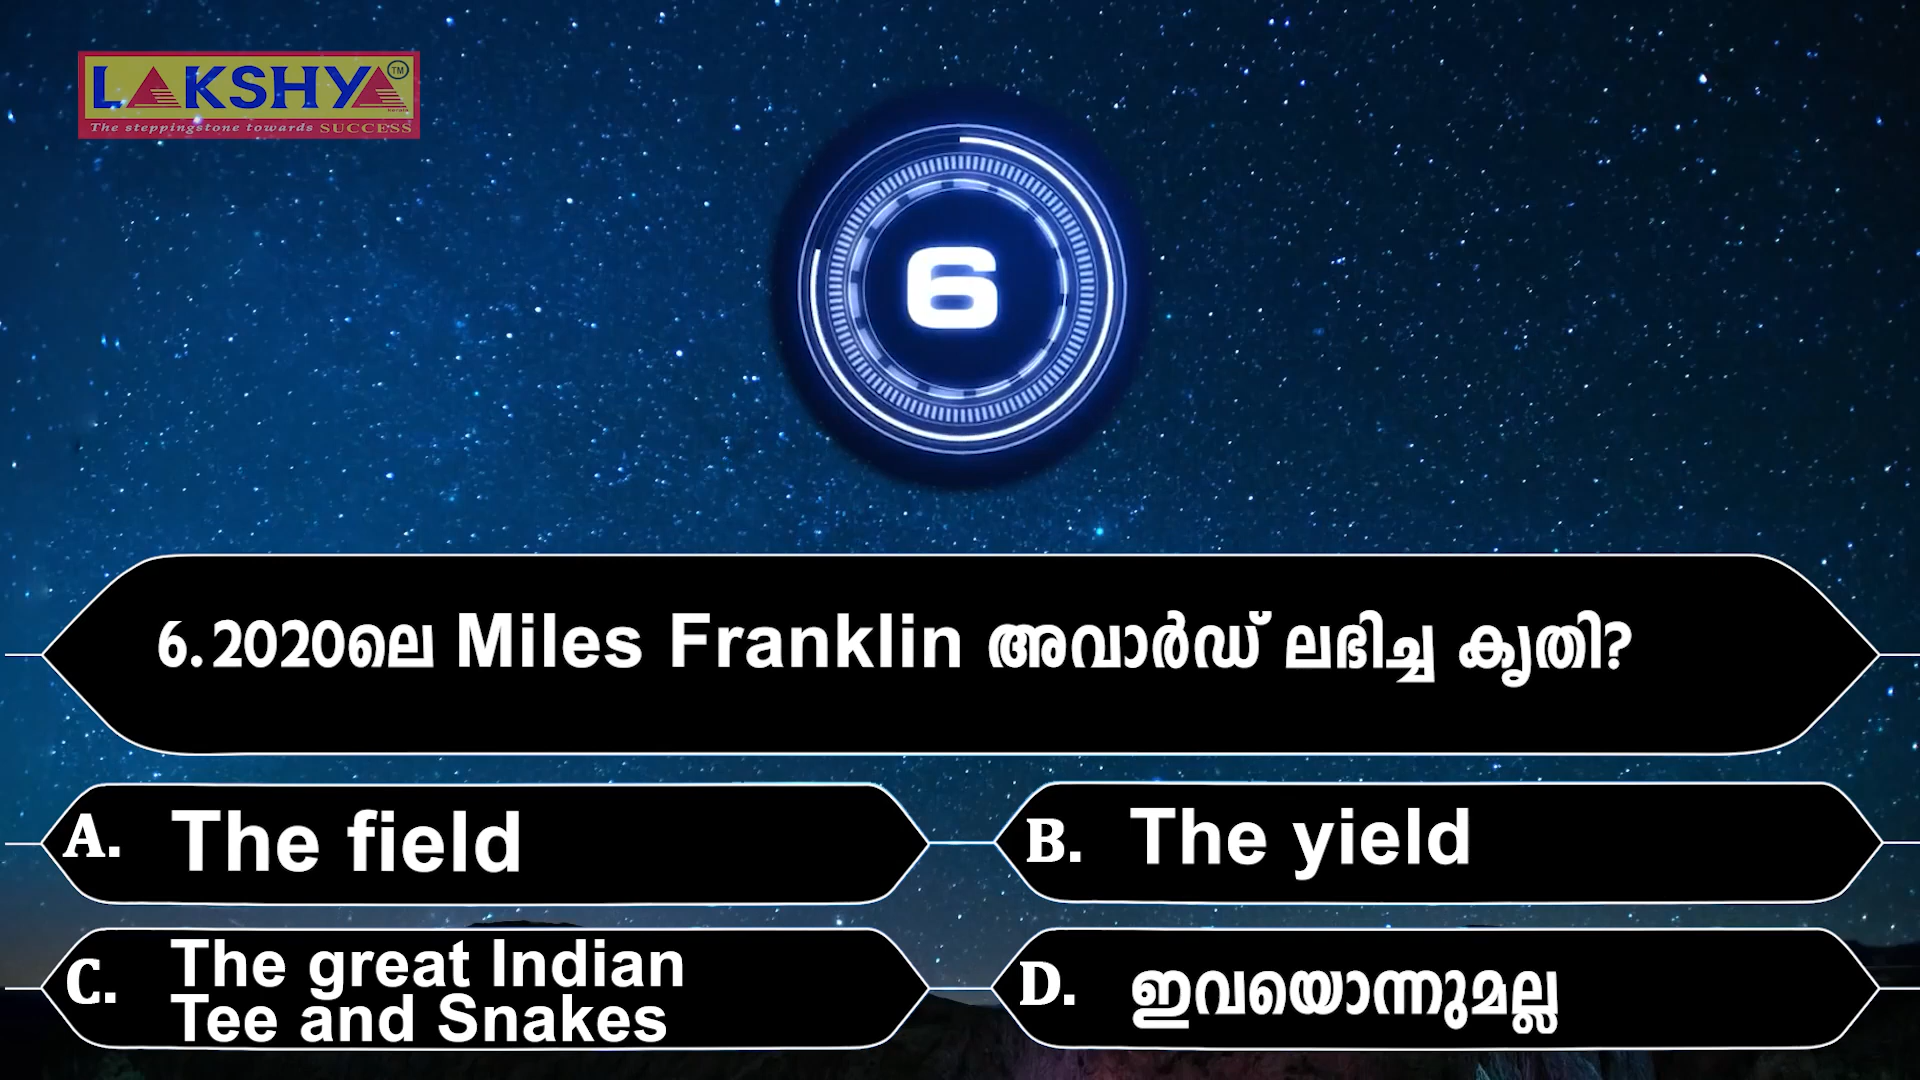 LAKSHYA TM
The steppingstone towards SUCCESS
6
6. 2020ലെ Miles Franklin അവാർഡ് ലഭിച്ച കൃതി?
A. The field
B. The yield
C. The great Indian
Tee and Snakes
D. ഇവയൊന്നുമല്ല